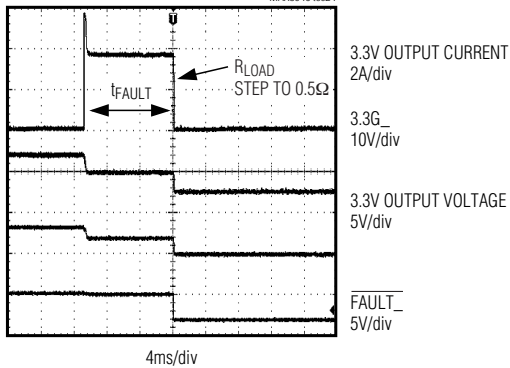 RLOAD
STEP TO 0.5Ω
tFAULT
3.3V OUTPUT CURRENT
2A/div
3.3G_
10V/div
3.3V OUTPUT VOLTAGE
5V/div
FAULT_
5V/div
4ms/div